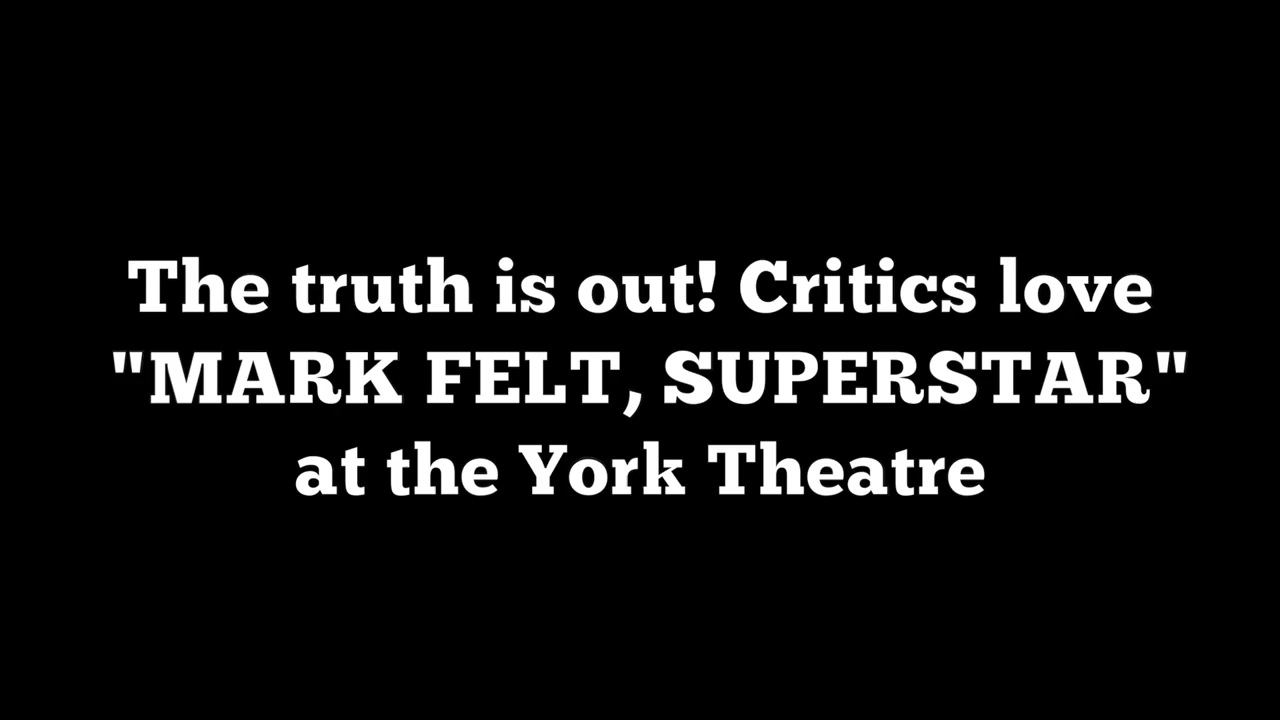 The truth is out! Critics love
"MARK FELT, SUPERSTAR"
at the York Theatre